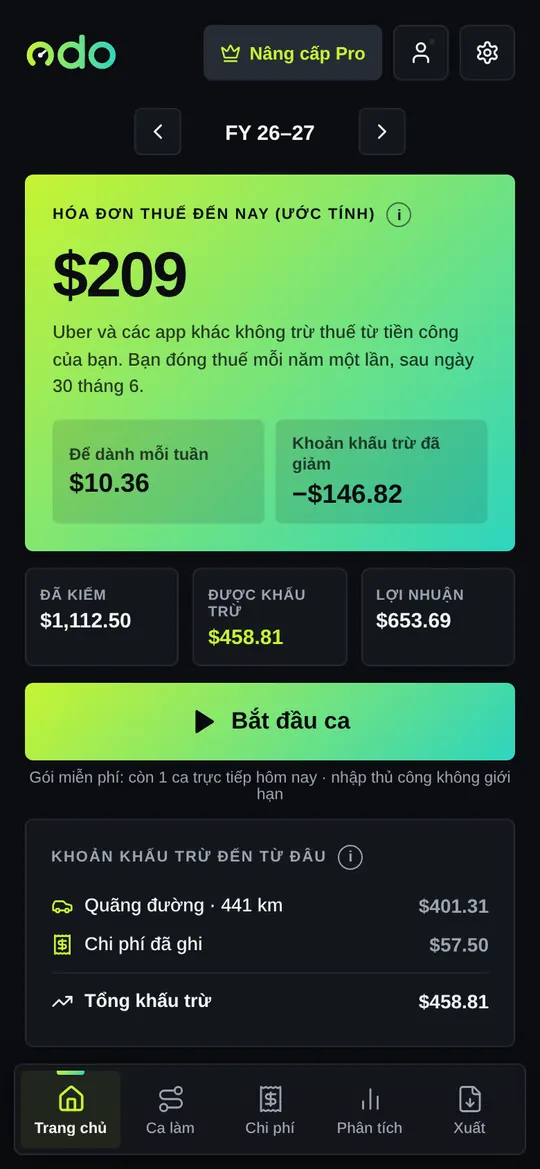 odo
Nâng cấp Pro
FY 26–27
HÓA ĐƠN THUẾ ĐẾN NAY (ƯỚC TÍNH)
i
$209
Uber và các app khác không trừ thuế từ tiền công
của bạn. Bạn đóng thuế mỗi năm một lần, sau ngày
30 tháng 6.
Để dành mỗi tuần
$10.36
Khoản khấu trừ đã
giảm
−$146.82
ĐÃ KIẾM
$1,112.50
ĐƯỢC KHẤU
TRỪ
$458.81
LỢI NHUẬN
$653.69
Bắt đầu ca
Gói miễn phí: còn 1 ca trực tiếp hôm nay · nhập thủ công không giới
hạn
KHOẢN KHẤU TRỪ ĐẾN TỪ ĐÂU
i
Quãng đường · 441 km
$401.31
Chi phí đã ghi
$57.50
Tổng khấu trừ
$458.81
Trang chủ
Ca làm
Chi phí
Phân tích
Xuất